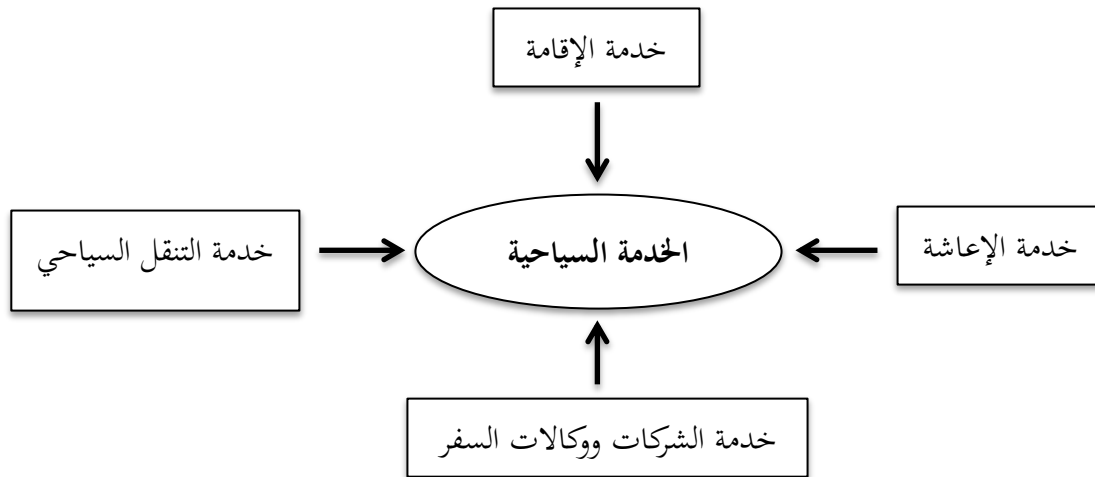 خدمة الإقامة
خدمة الإعاشة
الخدمة السياحية
خدمة التنقل السياحي
خدمة الشركات ووكالات السفر